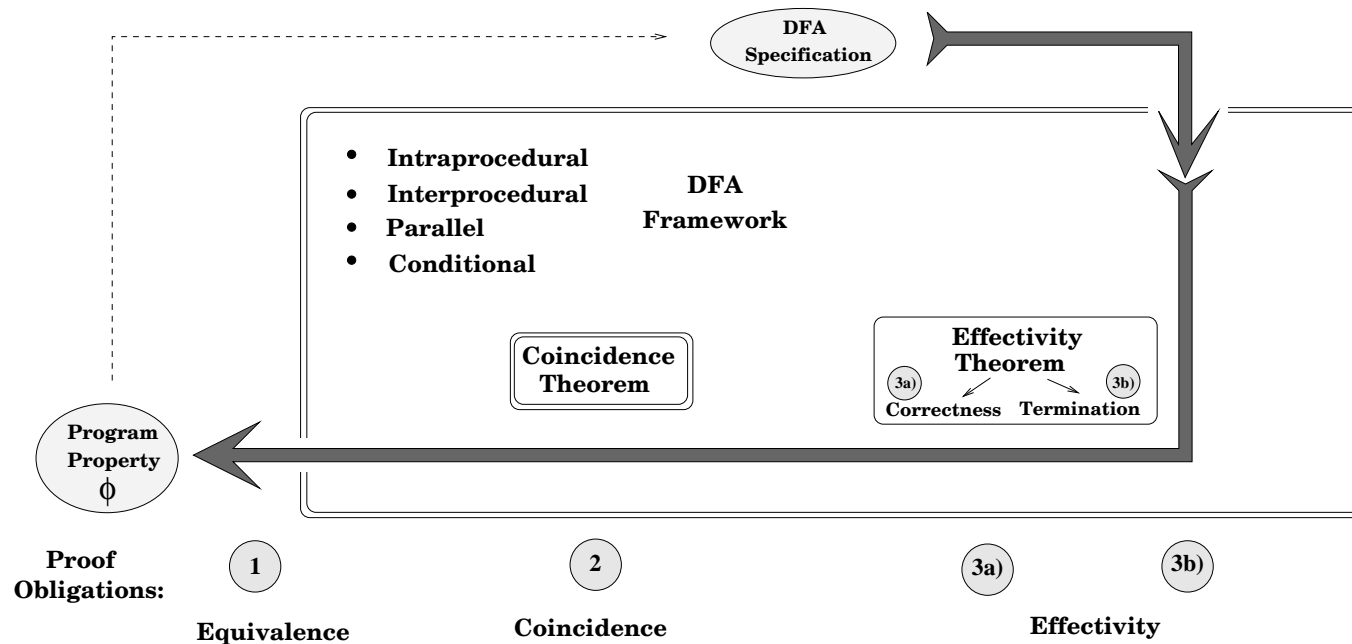 DFA
Specification
• Intraprocedural
• Interprocedural
• Parallel
• Conditional
DFA
Framework
Coincidence
Theorem
Effectivity
Theorem
3a)
3b)
Correctness
Termination
Program
Property
ϕ
Proof
Obligations:
1
2
3a)
3b)
Equivalence
Coincidence
Effectivity